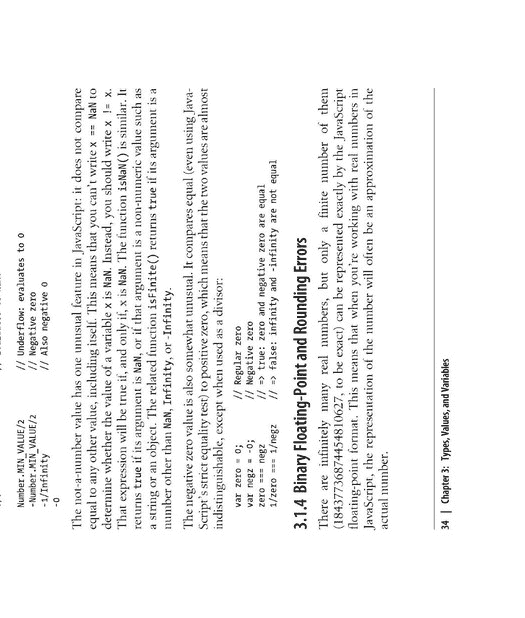 Number.MIN_VALUE/2 // Underflow: evaluates to 0
-Number.MIN_VALUE/2 // Negative zero
-1/Infinity // Also negative 0
-0
The not-a-number value has one unusual feature in JavaScript: it does not compare
equal to any other value, including itself. This means that you can't write x == NaN to
determine whether the value of a variable x is NaN. Instead, you should write x != x.
That expression will be true if, and only if, x is NaN. The function isNaN() is similar. It
returns true if its argument is NaN, or if that argument is a non-numeric value such as
a string or an object. The related function isFinite() returns true if its argument is a
number other than NaN, Infinity, or -Infinity.
The negative zero value is also somewhat unusual. It compares equal (even using Java-
Script's strict equality test) to positive zero, which means that the two values are almost
indistinguishable, except when used as a divisor:
var zero = 0; // Regular zero
var negz = -0; // Negative zero
zero === negz // => true: zero and negative zero are equal
1/zero === 1/negz // => false: infinity and -infinity are not equal
3.1.4 Binary Floating-Point and Rounding Errors
There are infinitely many real numbers, but only a finite number of them
(18437736874454810627, to be exact) can be represented exactly by the JavaScript
floating-point format. This means that when you're working with real numbers in
JavaScript, the representation of the number will often be an approximation of the
actual number.
34 | Chapter 3: Types, Values, and Variables